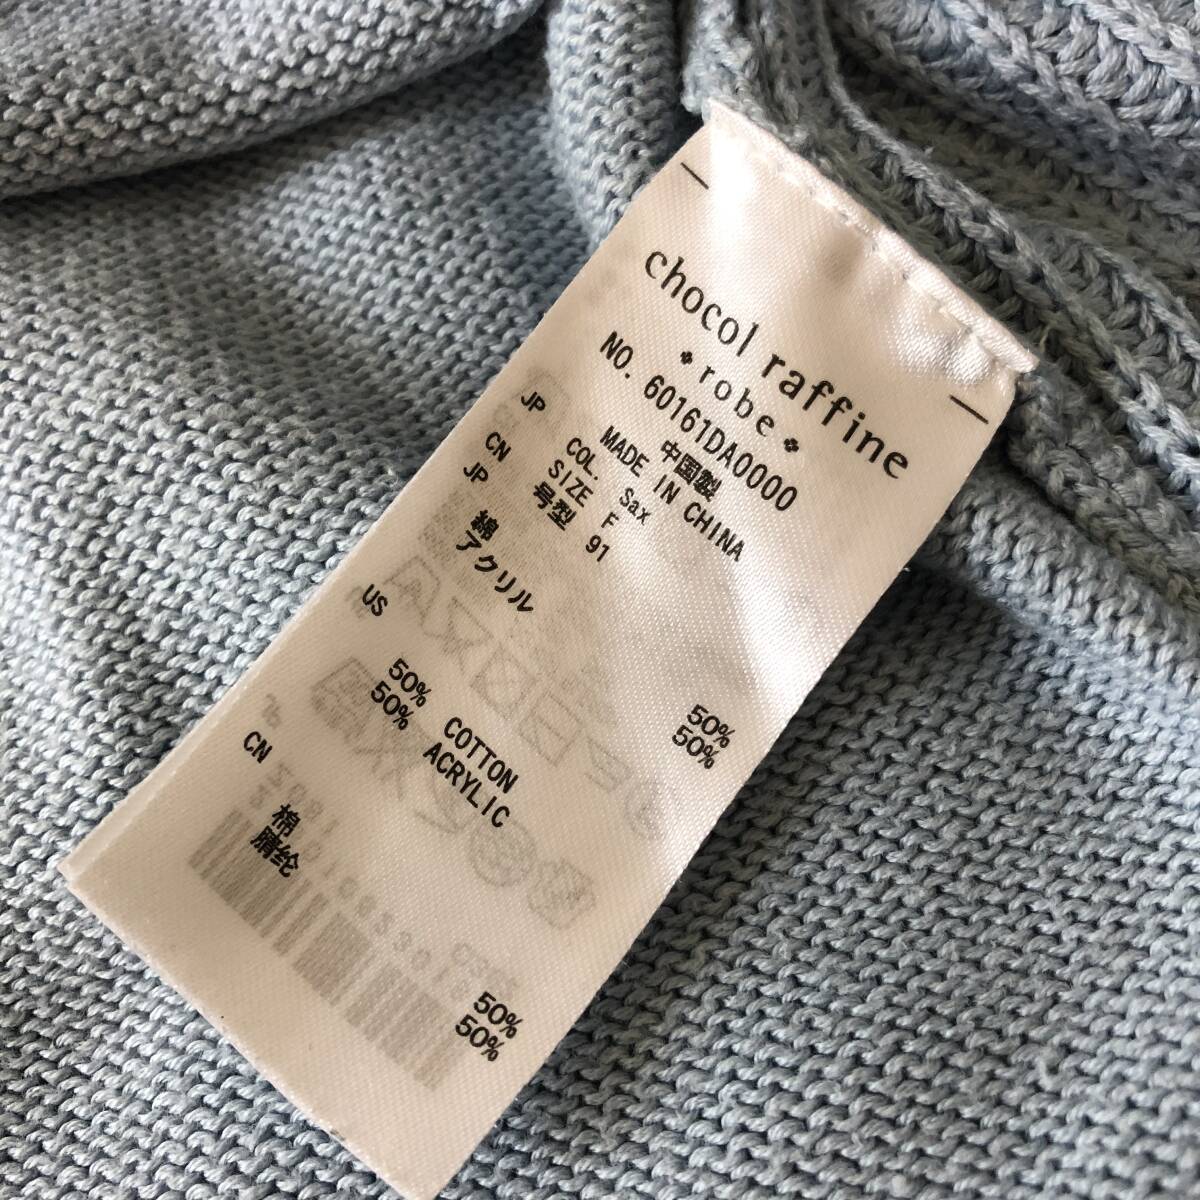 chocol raffine
robe
NO. 60161DA0000
中国製
MADE IN CHINA
JP COL. Sax
SIZE F
CN 号型 91
JP
綿 50%
アクリル 50%
US
50% COTTON
50% ACRYLIC
CN
棉 50%
腈纶 50%